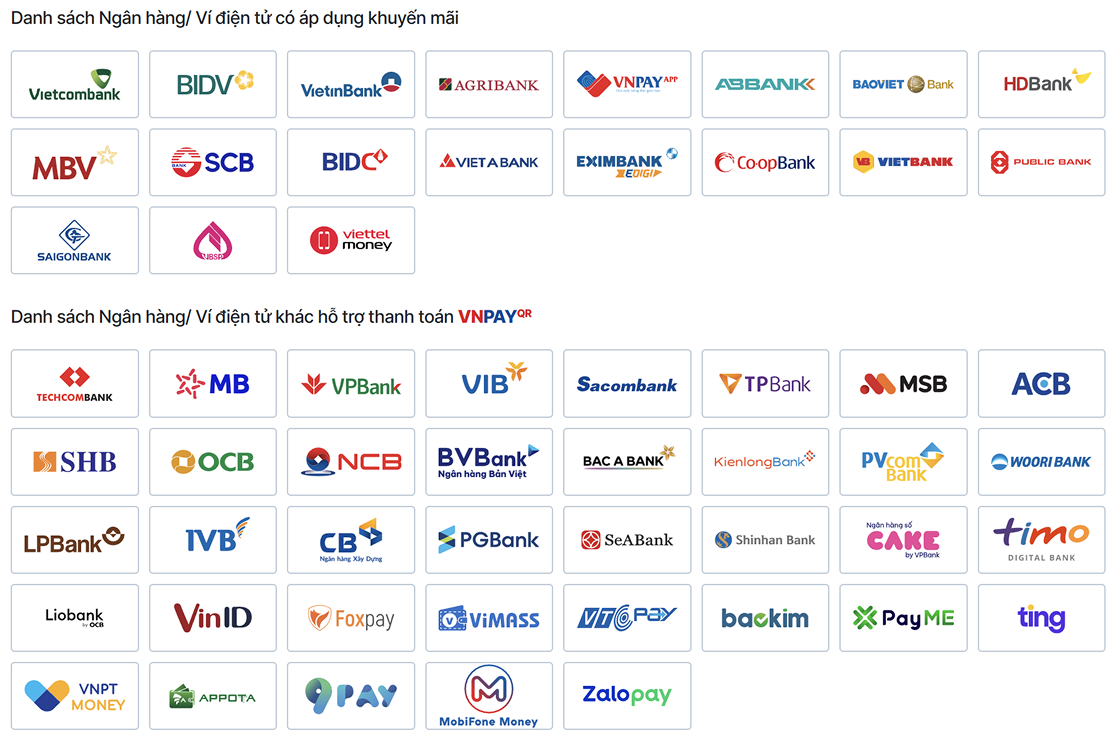 Danh sách Ngân hàng/ Ví điện tử có áp dụng khuyến mãi
Vietcombank
BIDV
VietinBank
AGRIBANK
VNPAY APP
ABBANK
BAOVIET Bank
HDBank
MBV
BANK SCB
BIDC
VIET A BANK
EXIMBANK
EDIGI
Co-opBank
VB VIETBANK
PUBLIC BANK
SAIGONBANK
VBSP
viettel
money
Danh sách Ngân hàng/ Ví điện tử khác hỗ trợ thanh toán VNPAYQR
TECHCOMBANK
MB
VPBank
VIB
Sacombank
TPBank
MSB
ACB
SHB
OCB
NCB
BVBank
Ngân hàng Bản Việt
BAC A BANK
KienlongBank
PVcom
Bank
WOORI BANK
LPBank
IVB
CB
Ngân hàng Xây Dựng
PGBank
SeABank
Shinhan Bank
Ngân hàng số
CAKE
by VPBank
timo
DIGITAL BANK
Liobank
by OCB
VinID
Foxpay
V ViMASS
VTC PAY
baokim
PayME
ting
VNPT
MONEY
APPOTA
9PAY
MobiFone Money
Zalopay